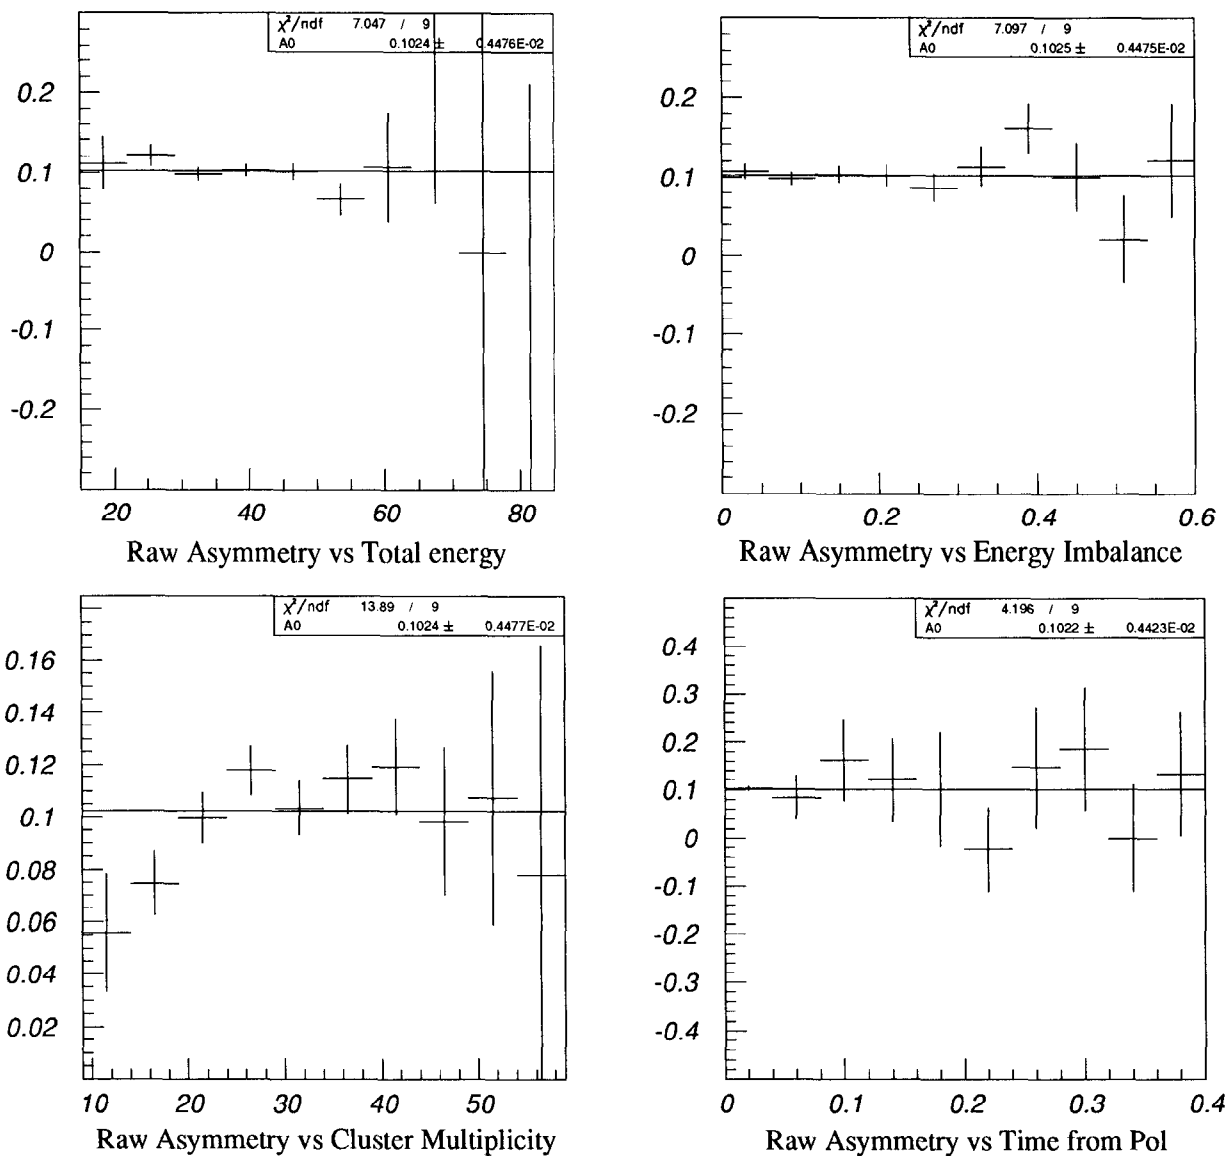 χ²/ndf 7.047 / 9
A0 0.1024 ± 0.4476E-02
0.2
0.1
0
-0.1
-0.2
20 40 60 80
Raw Asymmetry vs Total energy
χ²/ndf 7.097 / 9
A0 0.1025 ± 0.4475E-02
0.2
0.1
0
-0.1
-0.2
0 0.2 0.4 0.6
Raw Asymmetry vs Energy Imbalance
χ²/ndf 13.89 / 9
A0 0.1024 ± 0.4477E-02
0.16
0.14
0.12
0.1
0.08
0.06
0.04
0.02
10 20 30 40 50
Raw Asymmetry vs Cluster Multiplicity
χ²/ndf 4.196 / 9
A0 0.1022 ± 0.4423E-02
0.4
0.3
0.2
0.1
0
-0.1
-0.2
-0.3
-0.4
0 0.1 0.2 0.3 0.4
Raw Asymmetry vs Time from Pol